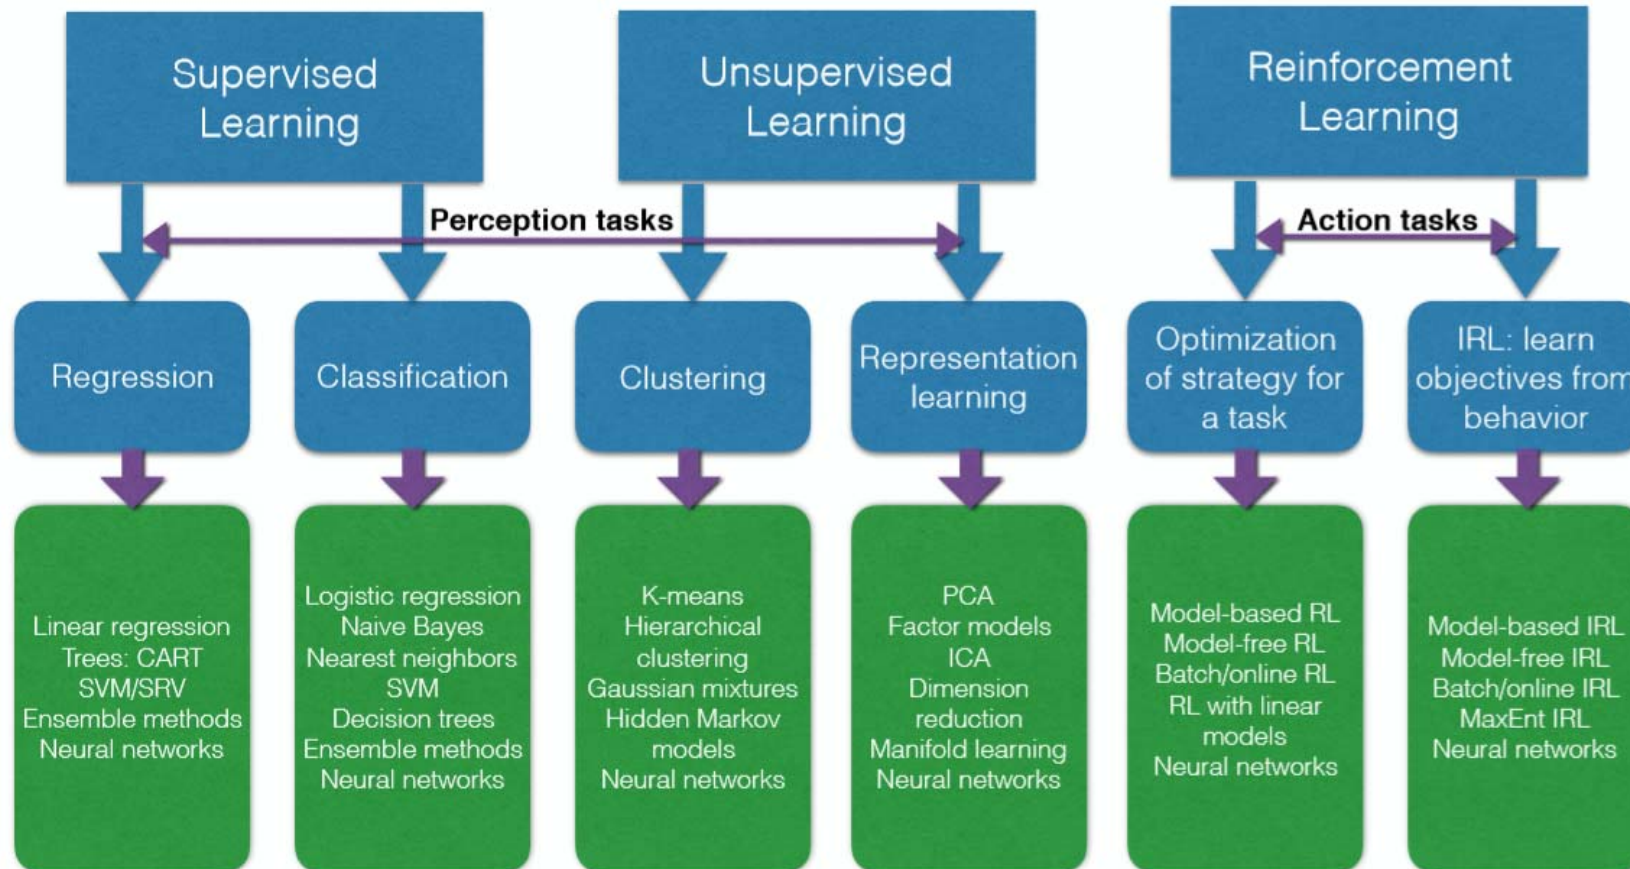 Supervised
Learning
Unsupervised
Learning
Reinforcement
Learning
Perception tasks
Action tasks
Regression
Classification
Clustering
Representation
learning
Optimization
of strategy for
a task
IRL: learn
objectives from
behavior
Linear regression
Trees: CART
SVM/SRV
Ensemble methods
Neural networks
Logistic regression
Naive Bayes
Nearest neighbors
SVM
Decision trees
Ensemble methods
Neural networks
K-means
Hierarchical
clustering
Gaussian mixtures
Hidden Markov
models
Neural networks
PCA
Factor models
ICA
Dimension
reduction
Manifold learning
Neural networks
Model-based RL
Model-free RL
Batch/online RL
RL with linear
models
Neural networks
Model-based IRL
Model-free IRL
Batch/online IRL
MaxEnt IRL
Neural networks